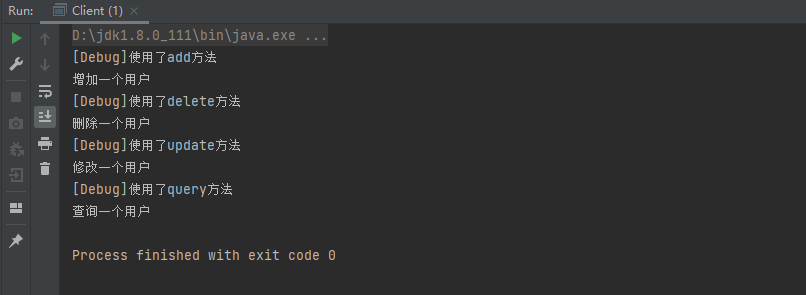 Run: Client (1) ×
D:\jdk1.8.0_111\bin\java.exe ...
[Debug]使用了add方法
增加一个用户
[Debug]使用了delete方法
删除一个用户
[Debug]使用了update方法
修改一个用户
[Debug]使用了query方法
查询一个用户
Process finished with exit code 0